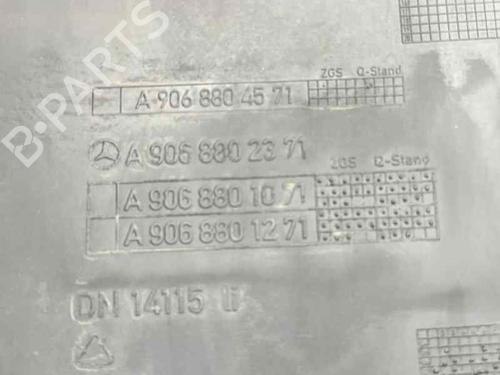 ZGS Q-Stand
A 906 880 45 71
A 906 880 23 71
ZGS Q-Stand
A 906 880 10 71
A 906 880 12 71
DN 14115 li
B-PARTS